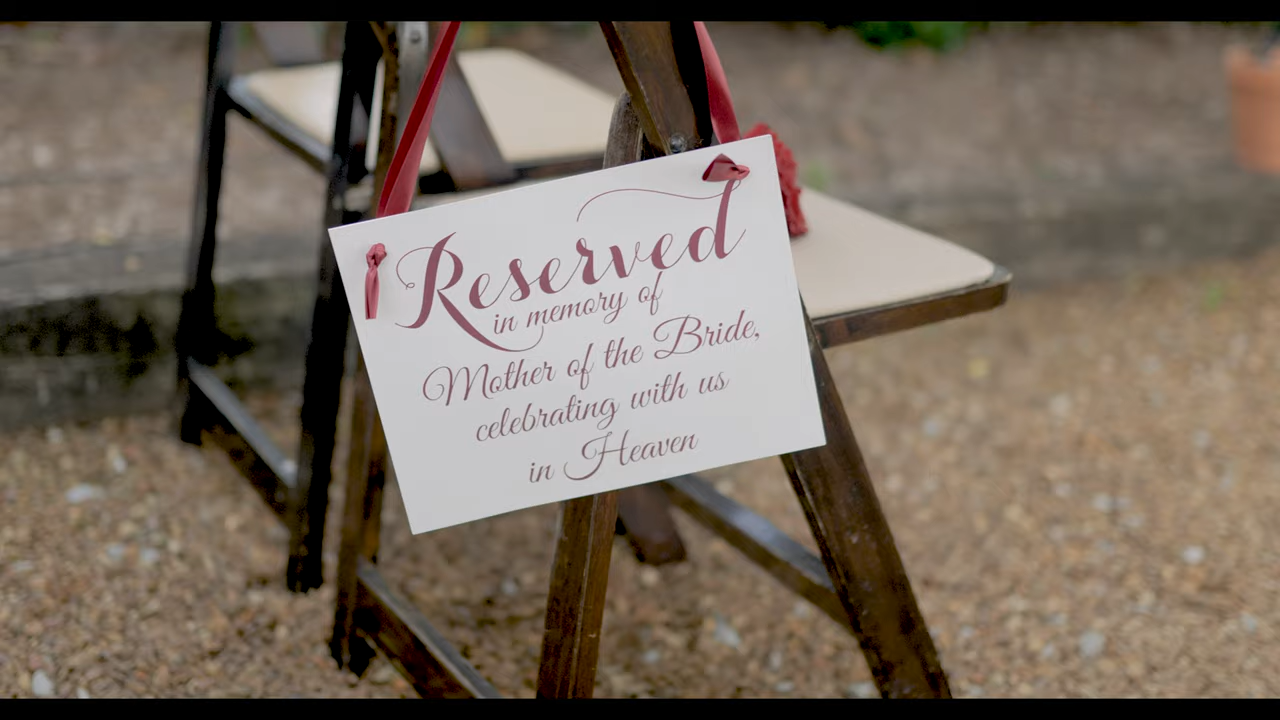 Reserved
in memory of
Mother of the Bride,
celebrating with us
in Heaven